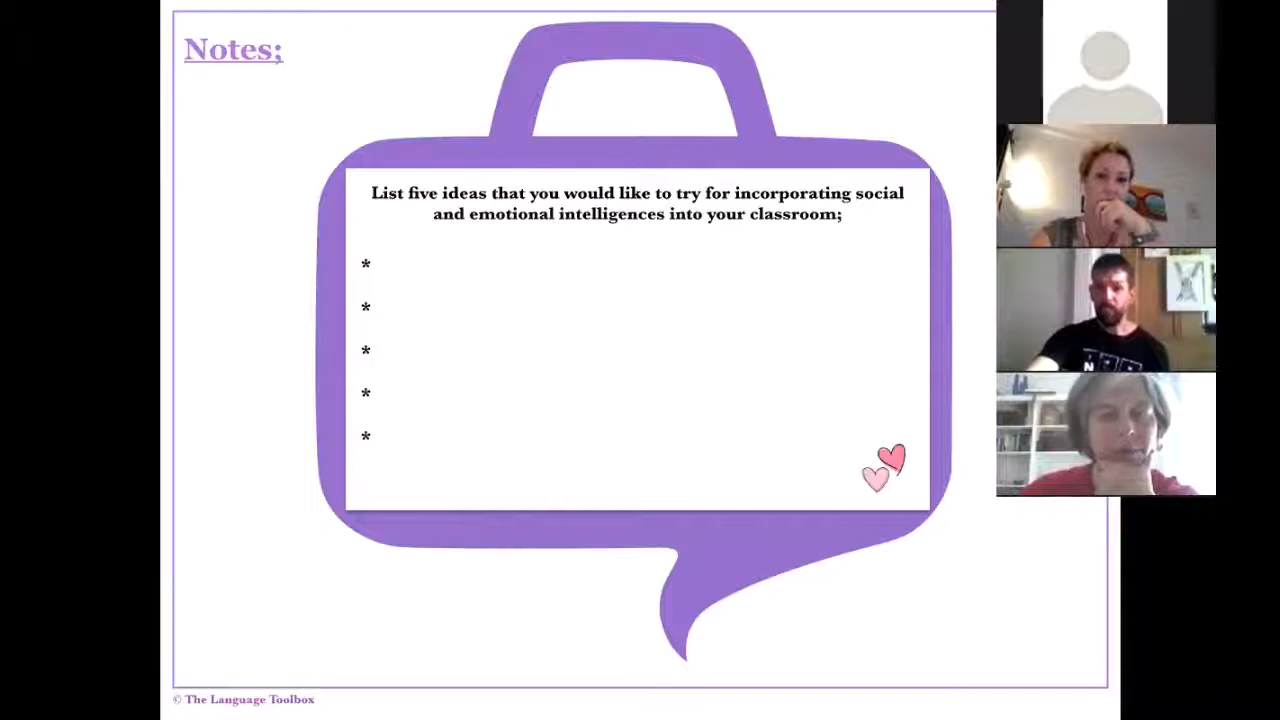 Notes;
List five ideas that you would like to try for incorporating social
and emotional intelligences into your classroom;
*
*
*
*
*
© The Language Toolbox